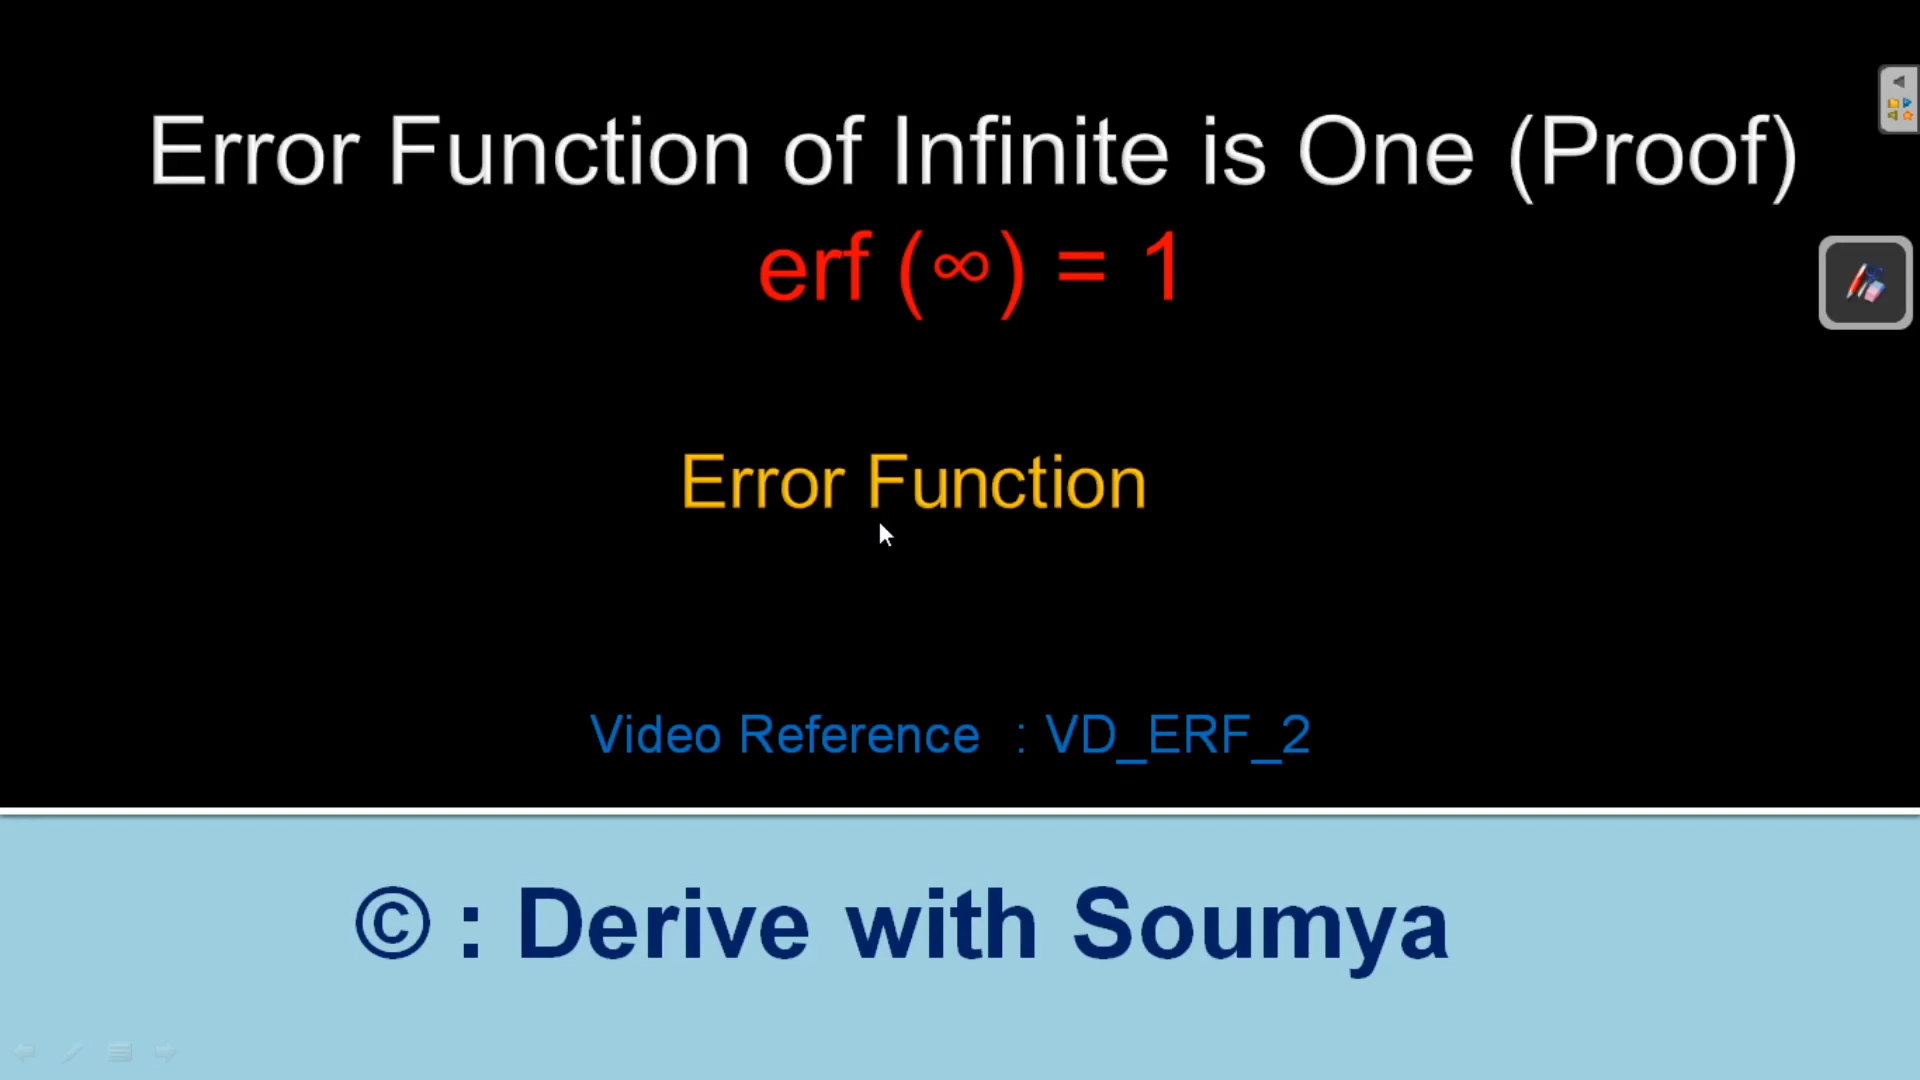 Error Function of Infinite is One (Proof)
erf (∞) = 1
Error Function
Video Reference : VD_ERF_2
© : Derive with Soumya